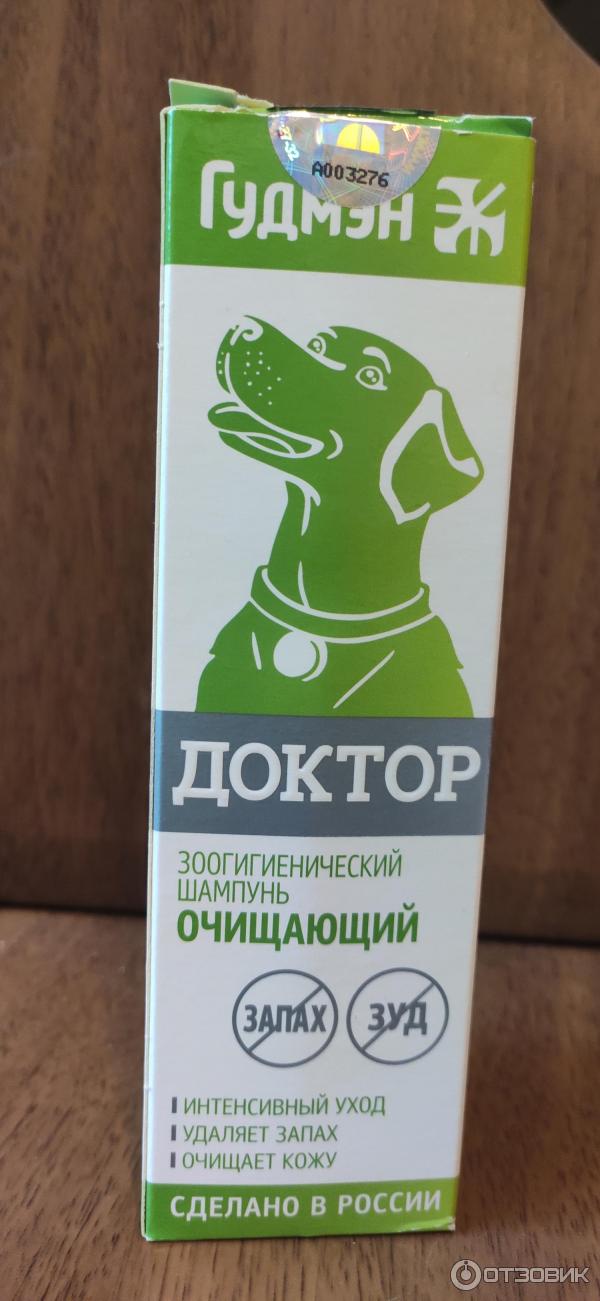 A003276
ГУДМЭН
ДОКТОР
ЗООГИГИЕНИЧЕСКИЙ
ШАМПУНЬ
ОЧИЩАЮЩИЙ
ЗАПАХ ЗУД
ИНТЕНСИВНЫЙ УХОД
УДАЛЯЕТ ЗАПАХ
ОЧИЩАЕТ КОЖУ
СДЕЛАНО В РОССИИ
ОТЗОВИК